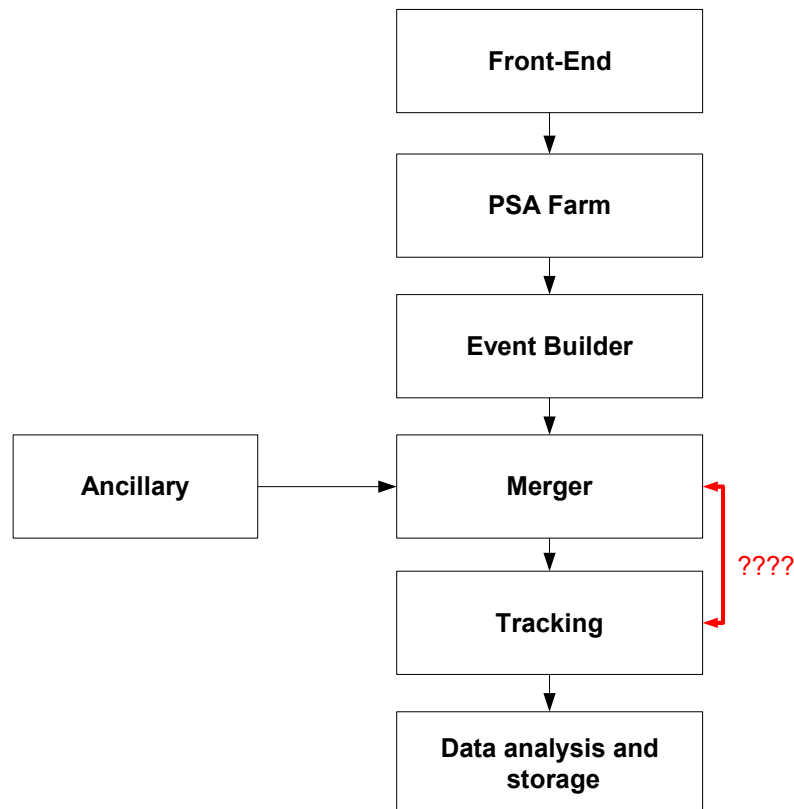 Front-End
PSA Farm
Event Builder
Ancillary
Merger
????
Tracking
Data analysis and
storage